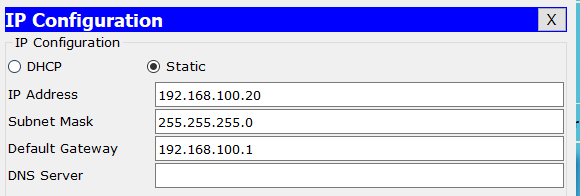 IP Configuration X
IP Configuration
DHCP Static
IP Address 192.168.100.20
Subnet Mask 255.255.255.0
Default Gateway 192.168.100.1
DNS Server